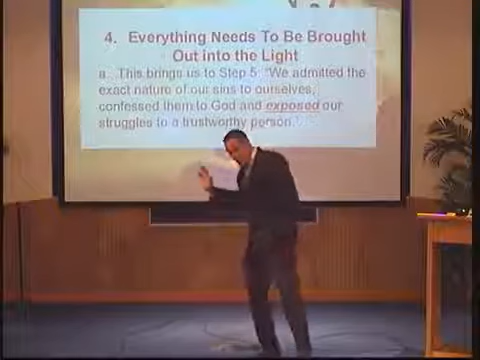 4. Everything Needs To Be Brought
Out into the Light
a. This brings us to Step 5: "We admitted the
exact nature of our sins to ourselves,
confessed them to God and exposed our
struggles to a trustworthy person."